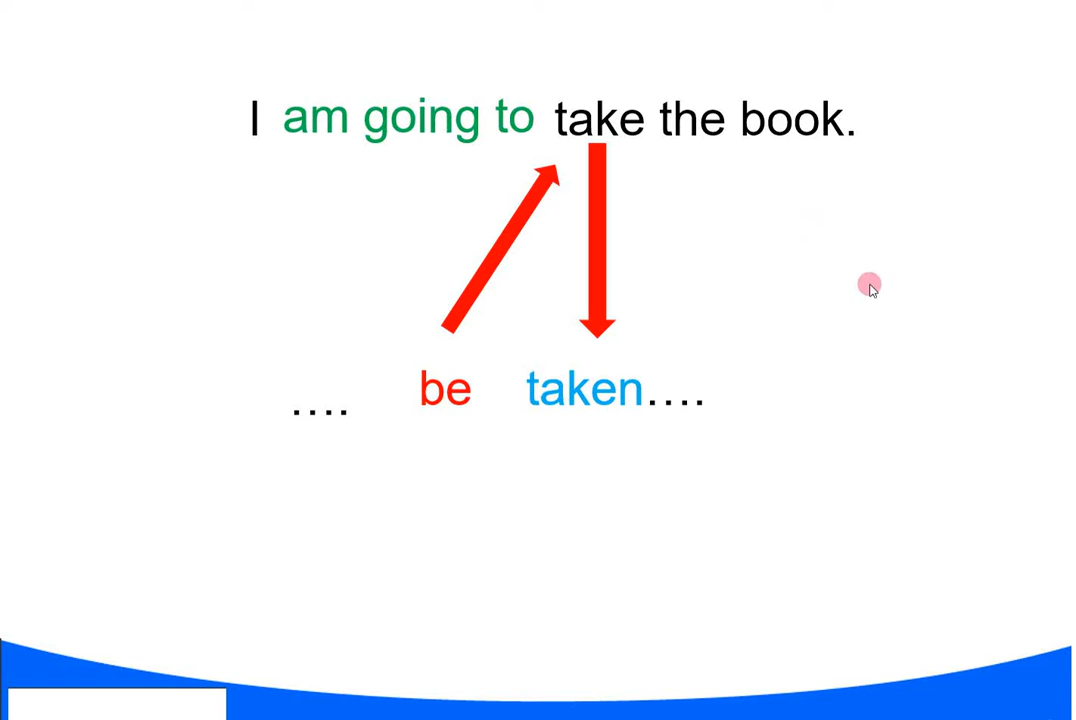 I am going to take the book.
.... be taken....